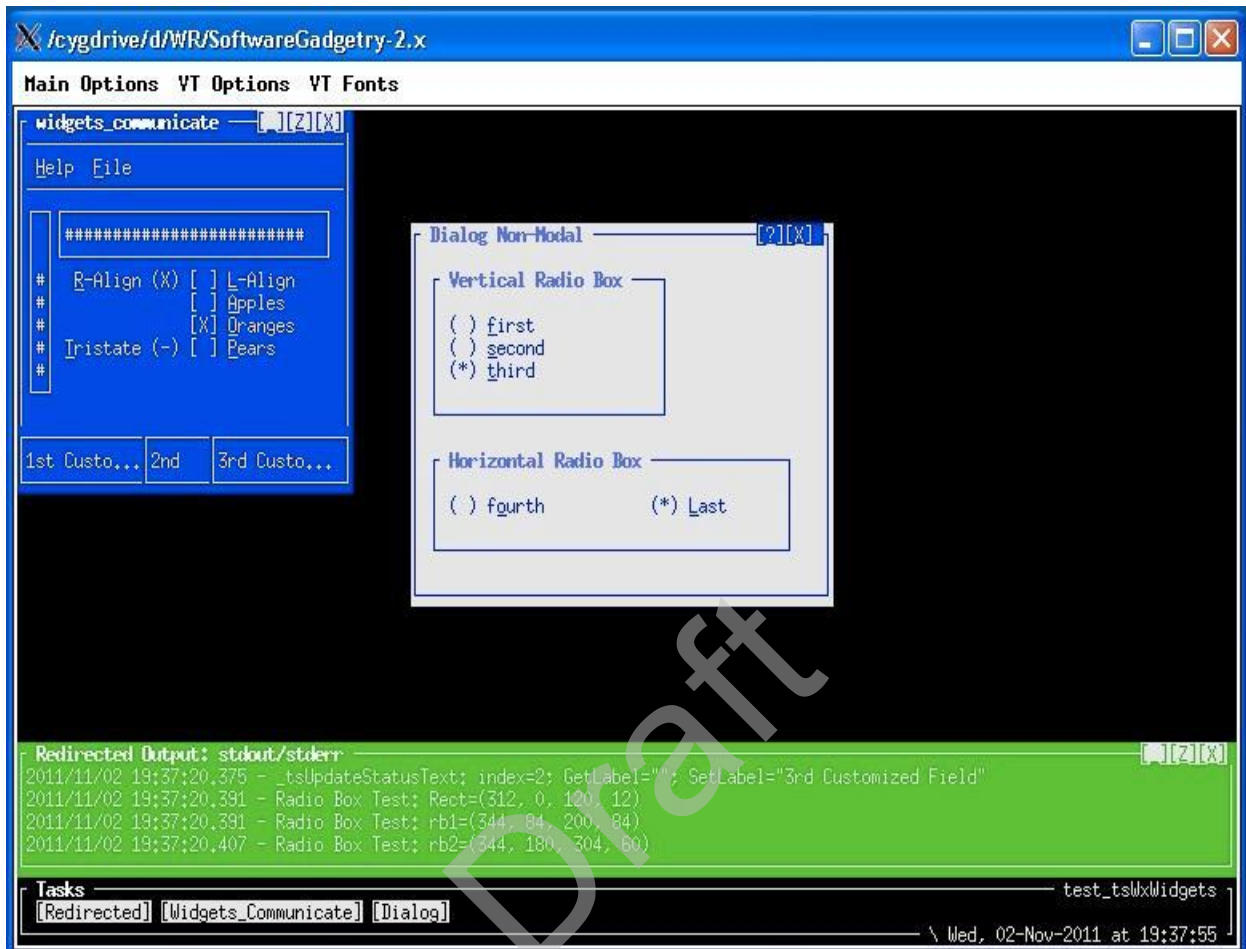 /cygdrive/d/WR/SoftwareGadgetry-2.x
Main Options VT Options VT Fonts
widgets_communicate [_][Z][X]
Help File
#########################
R-Align (X) [ ] L-Align
[ ] Apples
[X] Oranges
Tristate (-) [ ] Pears
#
#
#
#
#
1st Custo... 2nd 3rd Custo...
Dialog Non-Modal [?][X]
Vertical Radio Box
( ) first
( ) second
(*) third
Horizontal Radio Box
( ) fourth (*) Last
Redirected Output: stdout/stderr [_][Z][X]
2011/11/02 19:37:20.375 - _tsUpdateStatusText: index=2; GetLabel=""; SetLabel="3rd Customized Field"
2011/11/02 19:37:20.391 - Radio Box Test: Rect=(312, 0, 120, 12)
2011/11/02 19:37:20.391 - Radio Box Test: rb1=(344, 84, 200, 84)
2011/11/02 19:37:20.407 - Radio Box Test: rb2=(344, 180, 304, 60)
Tasks test_tsWxWidgets
[Redirected] [Widgets_Communicate] [Dialog]
\ Wed, 02-Nov-2011 at 19:37:55
Draft